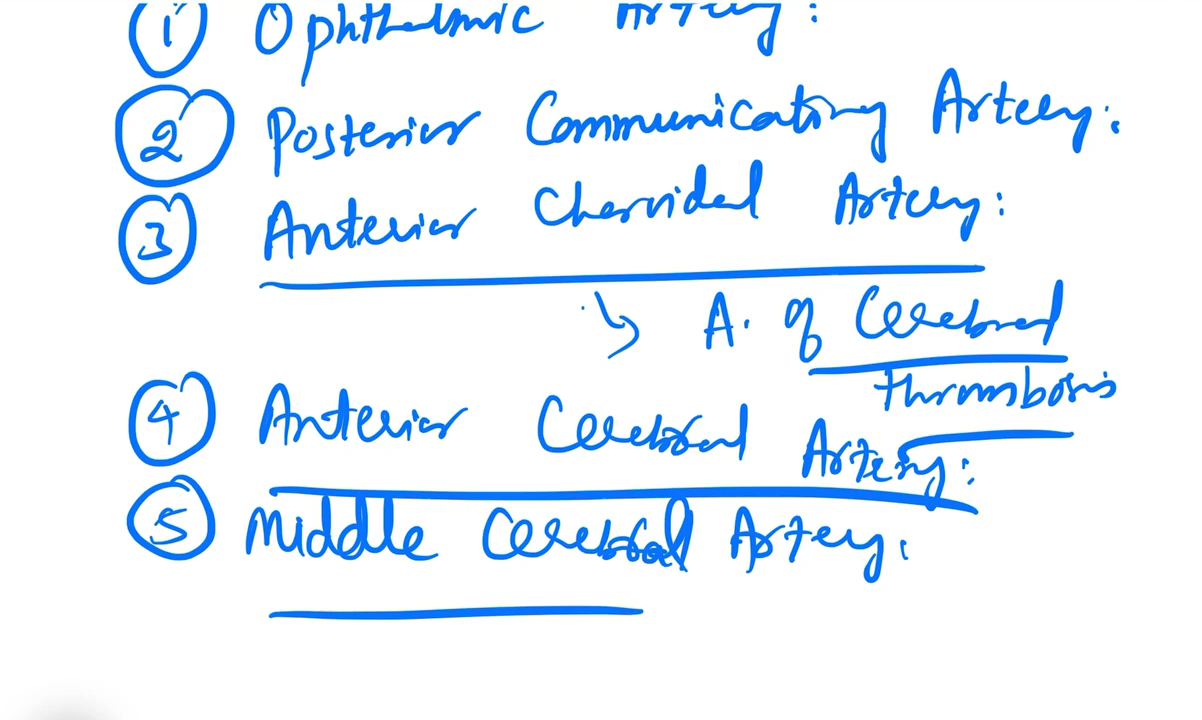 1 Ophthalmic Artery:
2 Posterior Communicating Artery:
3 Anterior Choroidal Artery:
A. of Cerebral
thrombosis
4 Anterior Cerebral Artery:
5 Middle Cerebral Artery: